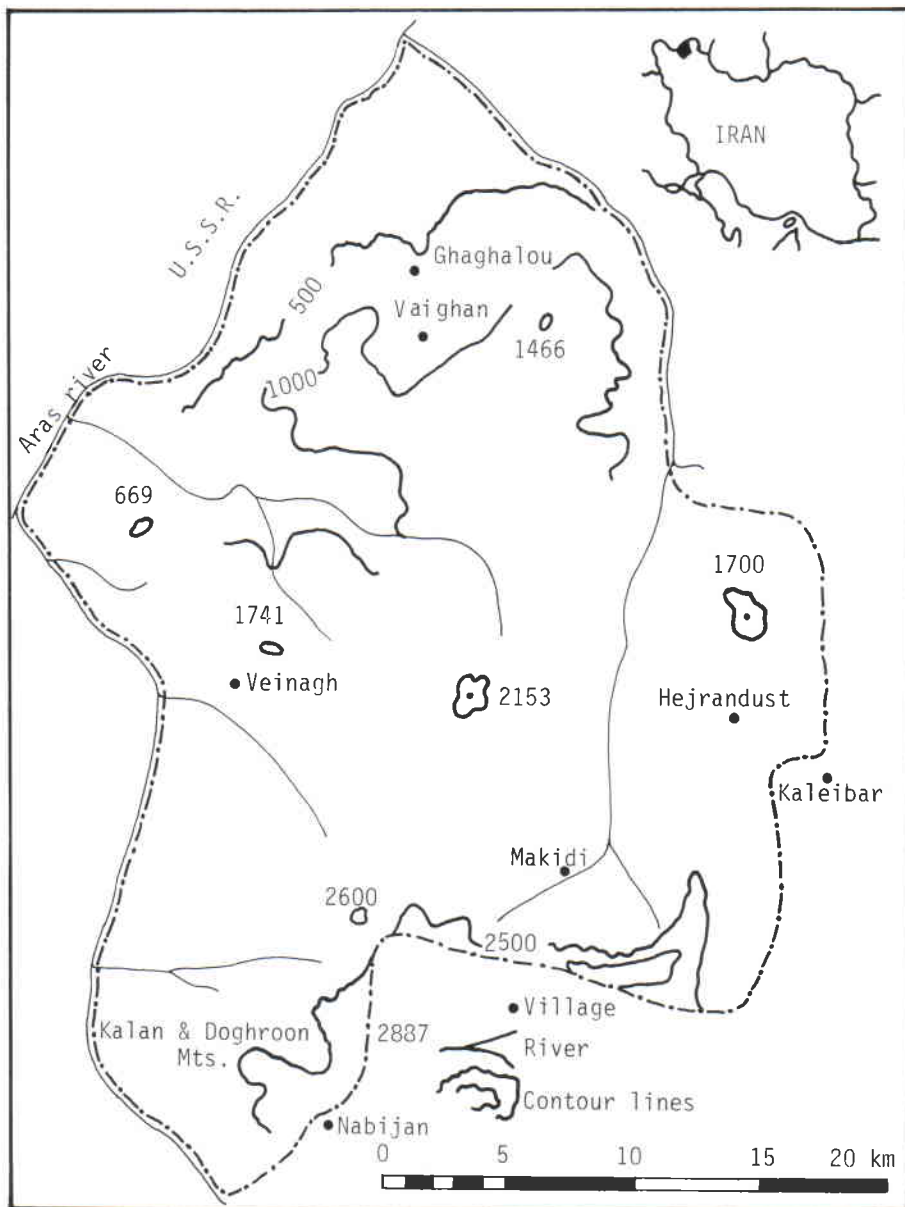 IRAN
U.S.S.R.
Ghaghalou
500
Vaighan
1466
1000
Aras river
669
1700
1741
Veinagh
2153
Hejrandust
Kaleibar
Makidi
2600
2500
Village
Kalan & Doghroon
Mts.
2887
River
Contour lines
Nabijan
0 5 10 15 20 km